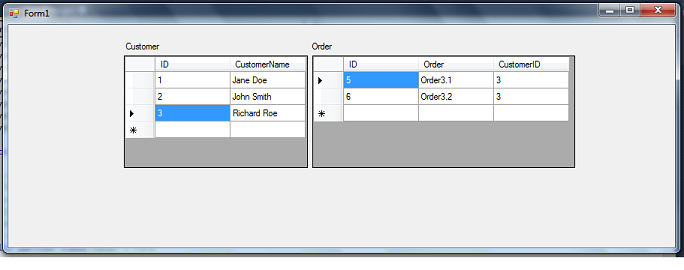 Form1
Customer Order
ID CustomerName ID Order CustomerID
1 Jane Doe 5 Order3.1 3
2 John Smith 6 Order3.2 3
3 Richard Roe